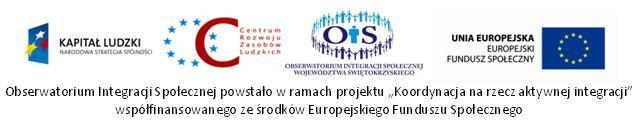 KAPITAŁ LUDZKI
NARODOWA STRATEGIA SPÓJNOŚCI
Centrum
Rozwoju
Zasobów
Ludzkich
OIS
OBSERWATORIUM INTEGRACJI SPOŁECZNEJ
WOJEWÓDZTWA ŚWIĘTOKRZYSKIEGO
UNIA EUROPEJSKA
EUROPEJSKI
FUNDUSZ SPOŁECZNY
Obserwatorium Integracji Społecznej powstało w ramach projektu „Koordynacja na rzecz aktywnej integracji”
współfinansowanego ze środków Europejskiego Funduszu Społecznego